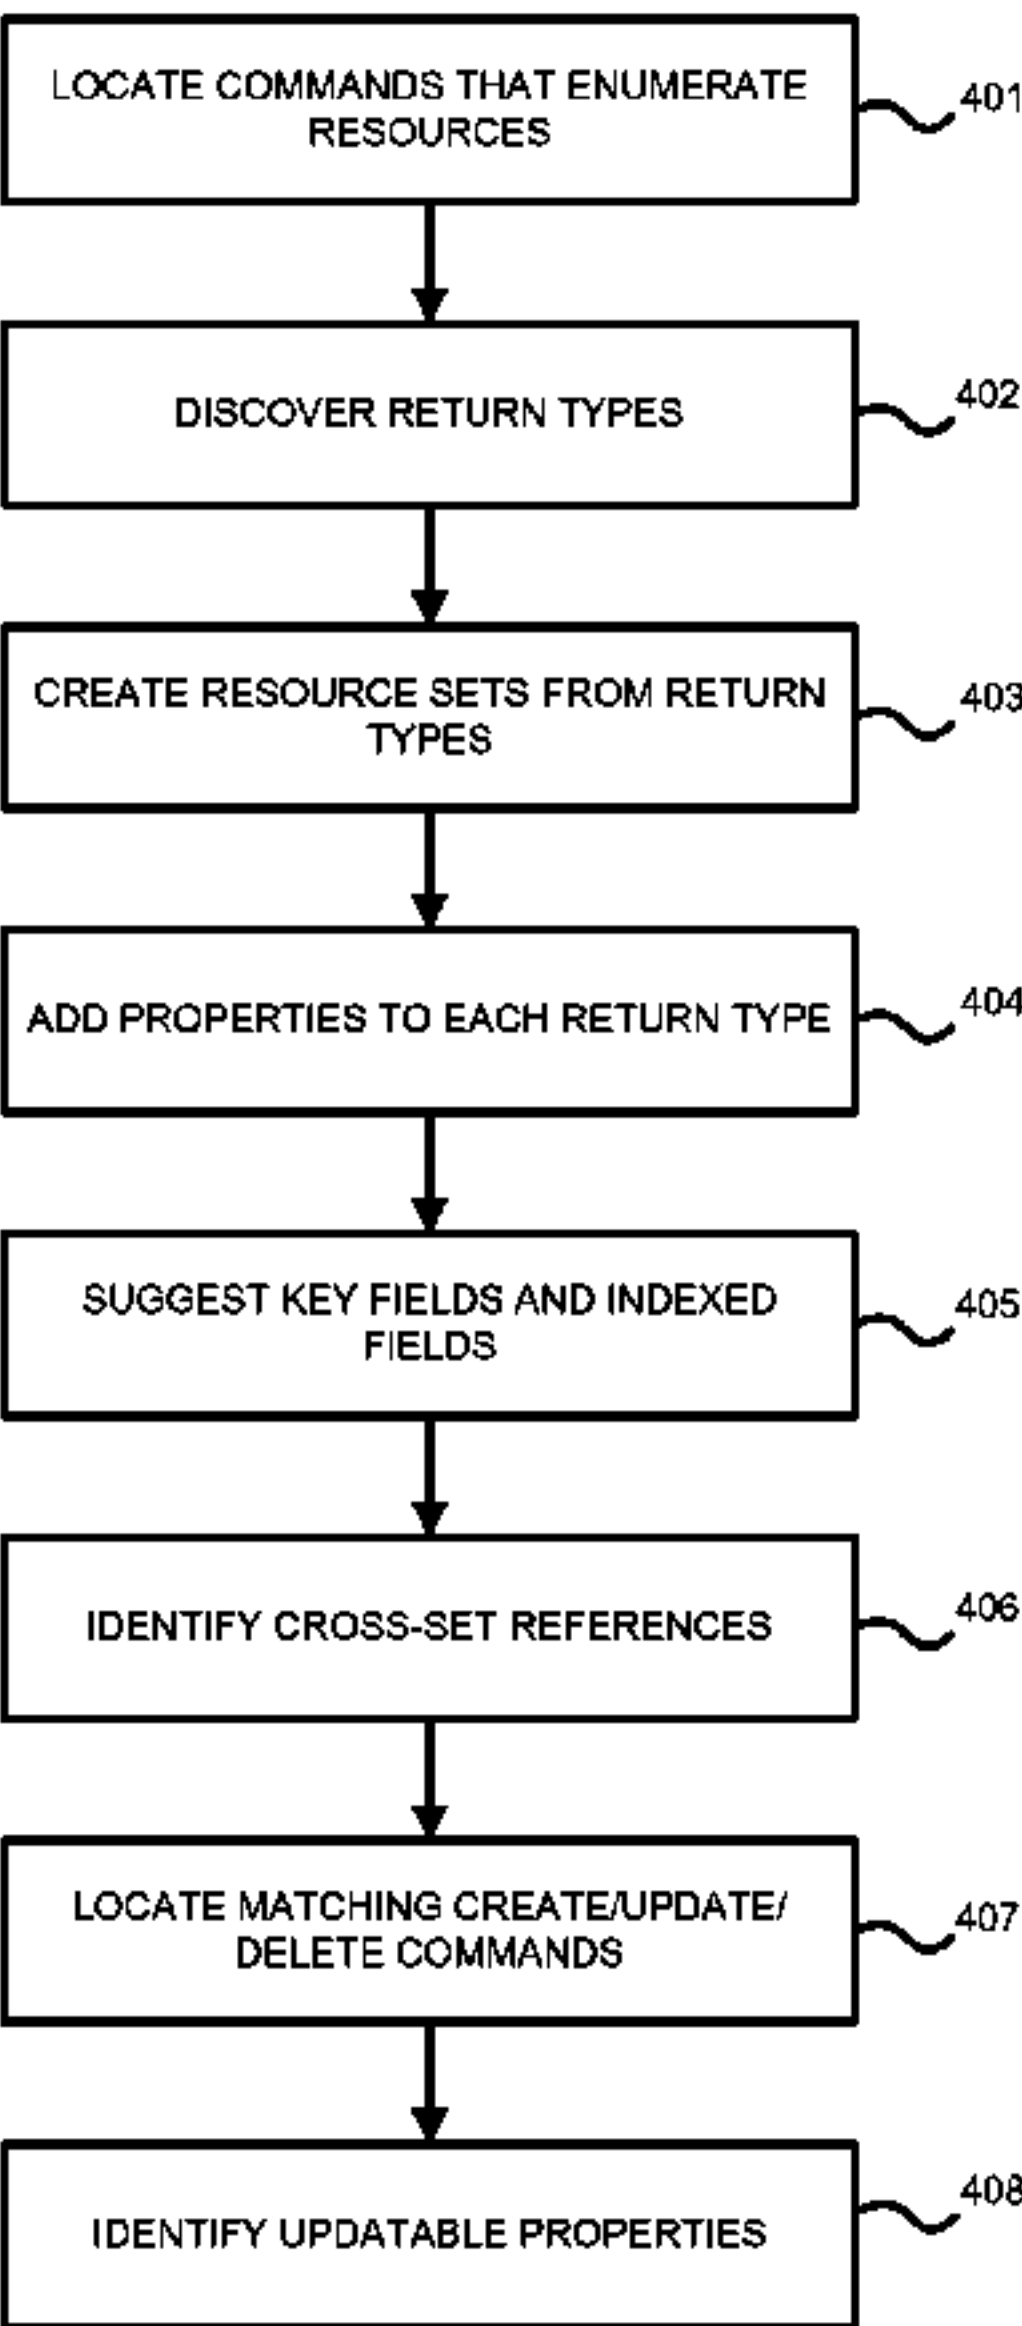 LOCATE COMMANDS THAT ENUMERATE
RESOURCES
401
DISCOVER RETURN TYPES
402
CREATE RESOURCE SETS FROM RETURN
TYPES
403
ADD PROPERTIES TO EACH RETURN TYPE
404
SUGGEST KEY FIELDS AND INDEXED
FIELDS
405
IDENTIFY CROSS-SET REFERENCES
406
LOCATE MATCHING CREATE/UPDATE/
DELETE COMMANDS
407
IDENTIFY UPDATABLE PROPERTIES
408